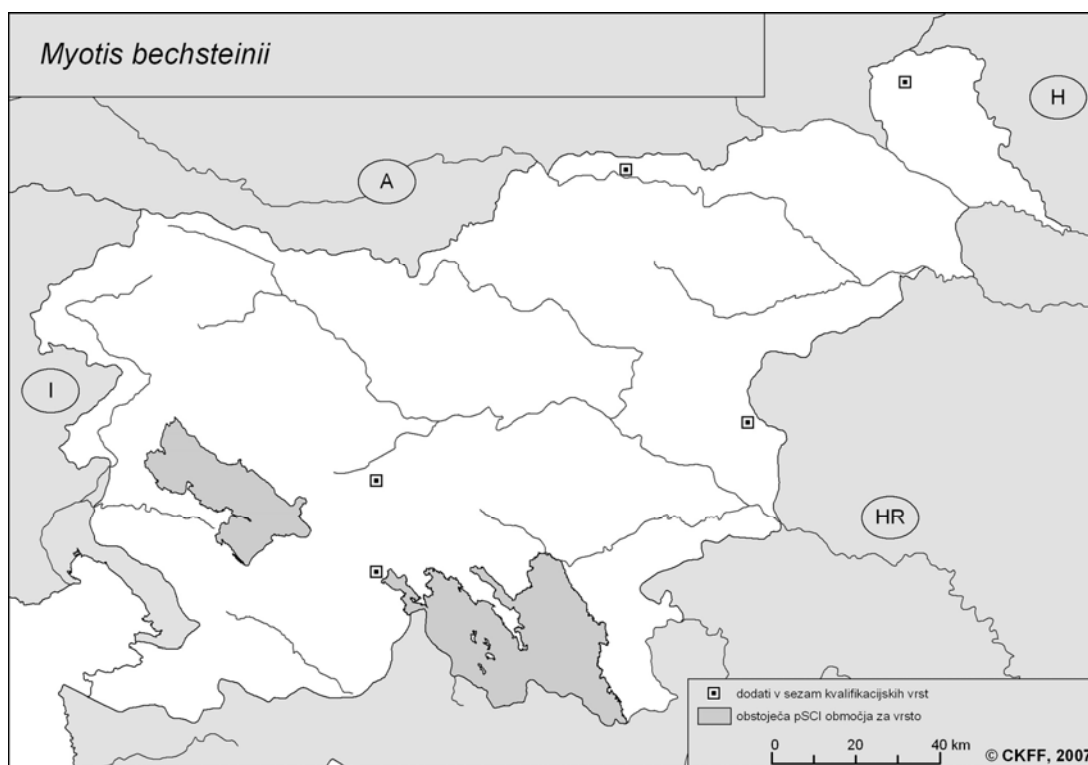 Myotis bechsteinii
H
A
I
HR
dodati v sezam kvalifikacijskih vrst
obstoječa pSCI območja za vrsto
0 20 40 km
© CKFF, 2007